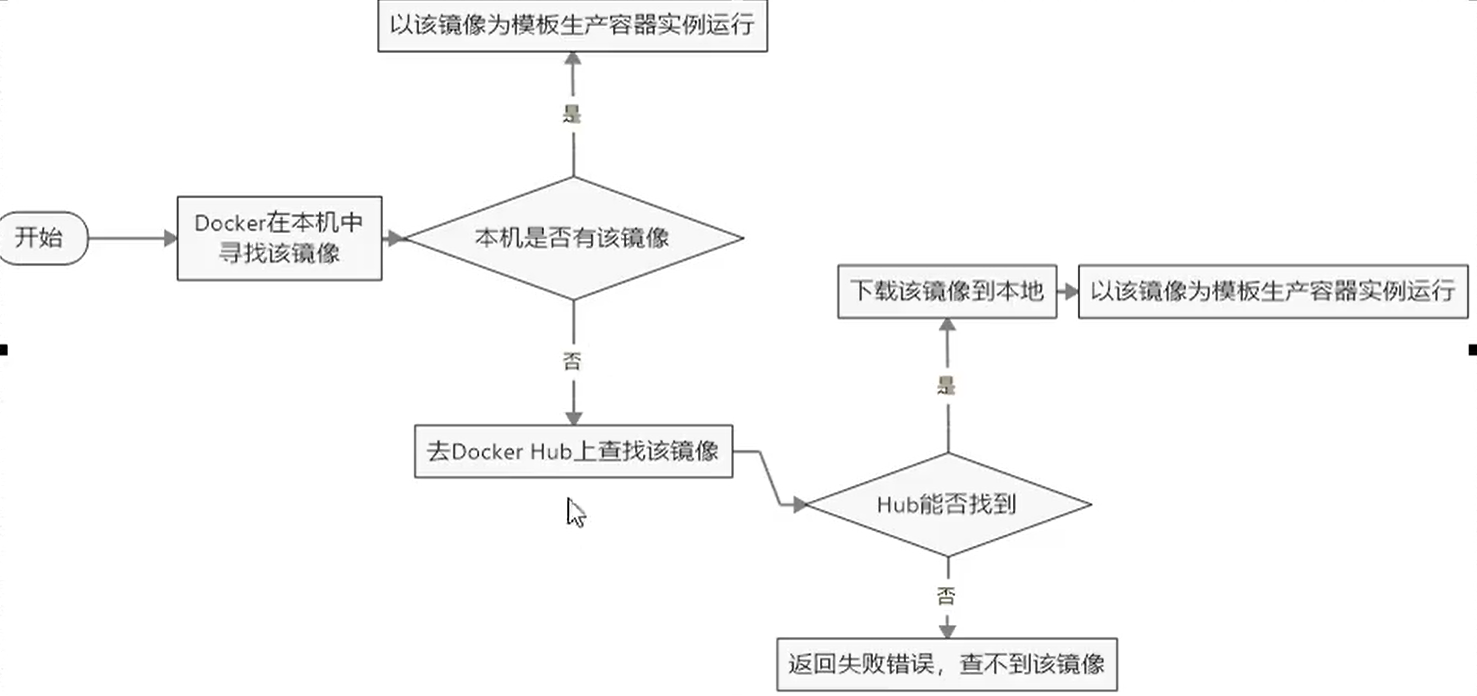 以该镜像为模板生产容器实例运行
是
开始
Docker在本机中
寻找该镜像
本机是否有该镜像
下载该镜像到本地
以该镜像为模板生产容器实例运行
否
是
去Docker Hub上查找该镜像
Hub能否找到
否
返回失败错误，查不到该镜像